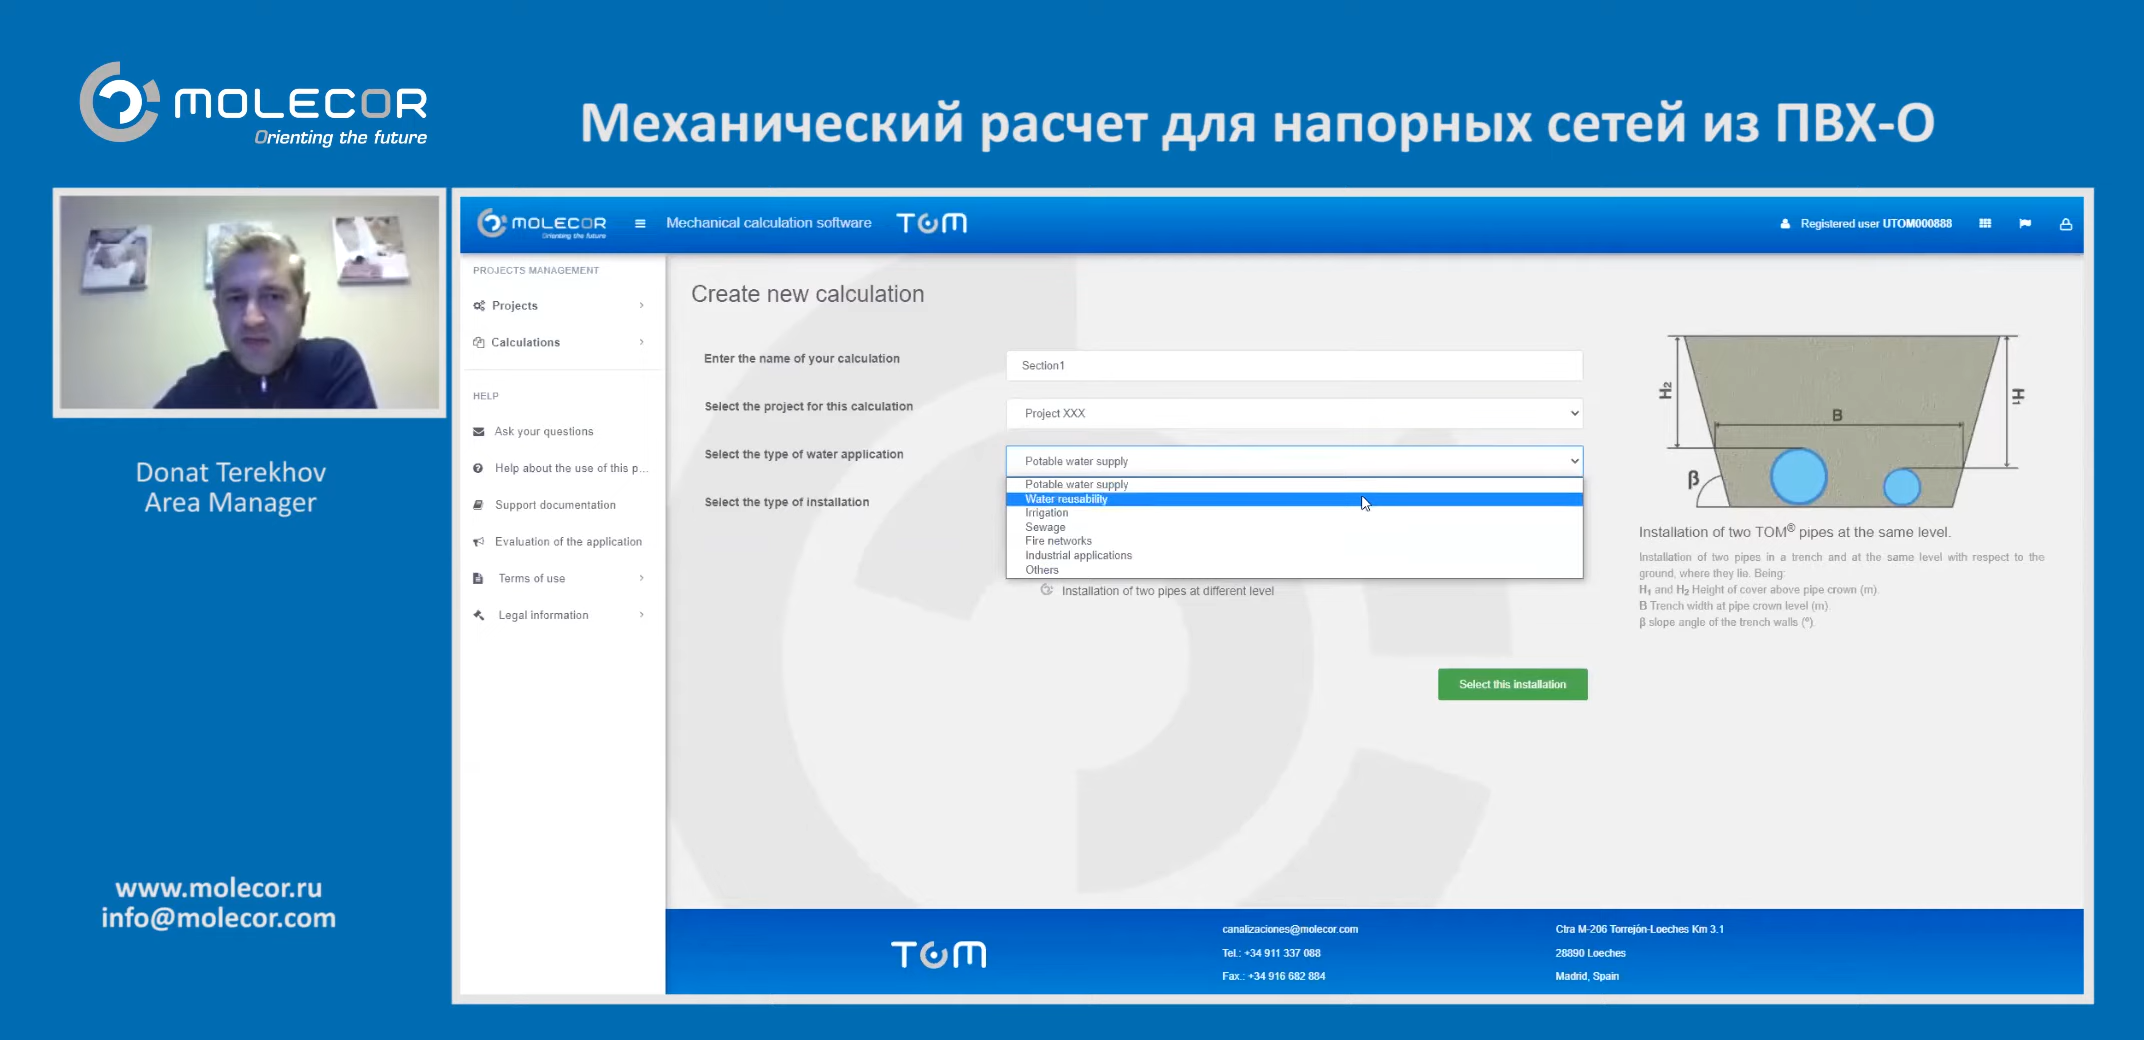 MOLECOR
Orienting the future
Механический расчет для напорных сетей из ПВХ-О
Donat Terekhov
Area Manager
www.molecor.ru
info@molecor.com
MOLECOR
Orienting the future
Mechanical calculation software
TOM
Registered user UTOM000888
PROJECTS MANAGEMENT
Projects
Calculations
HELP
Ask your questions
Help about the use of this p...
Support documentation
Evaluation of the application
Terms of use
Legal information
Create new calculation
Enter the name of your calculation
Section1
Select the project for this calculation
Project XXX
Select the type of water application
Potable water supply
Potable water supply
Water reusability
Irrigation
Sewage
Fire networks
Industrial applications
Others
Select the type of installation
Installation of two pipes at different level
Select this installation
H₂
B
H₁
β
Installation of two TOM® pipes at the same level.
Installation of two pipes in a trench and at the same level with respect to the
ground, where they lie. Being:
H₁ and H₂ Height of cover above pipe crown (m).
B Trench width at pipe crown level (m).
β slope angle of the trench walls (º).
TOM
canalizaciones@molecor.com
Tel.: +34 911 337 088
Fax.: +34 916 682 884
Ctra M-206 Torrejón-Loeches Km 3.1
28890 Loeches
Madrid, Spain